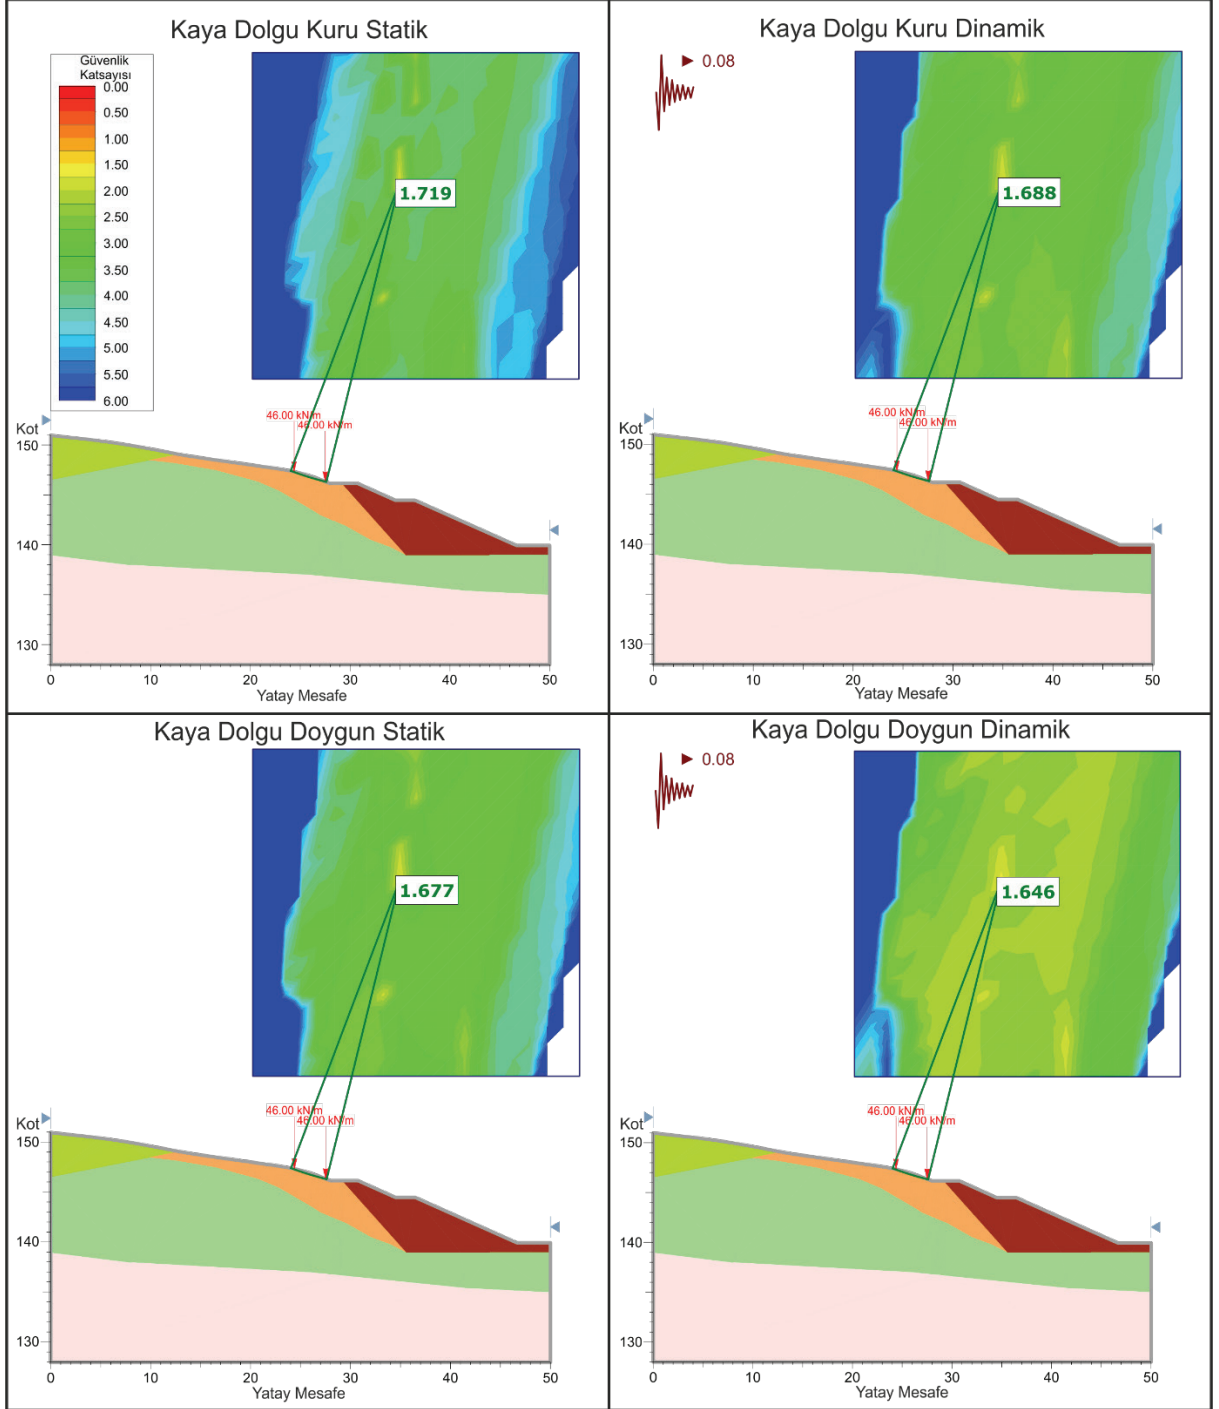 Kaya Dolgu Kuru Statik
Güvenlik
Katsayısı
0.00
0.50
1.00
1.50
2.00
2.50
3.00
3.50
4.00
4.50
5.00
5.50
6.00
1.719
46.00 kN/m
46.00 kN/m
Kot
150
140
130
0 10 20 30 40 50
Yatay Mesafe
Kaya Dolgu Kuru Dinamik
0.08
1.688
46.00 kN/m
46.00 kN/m
Kot
150
140
130
0 10 20 30 40 50
Yatay Mesafe
Kaya Dolgu Doygun Statik
1.677
46.00 kN/m
46.00 kN/m
Kot
150
140
130
0 10 20 30 40 50
Yatay Mesafe
Kaya Dolgu Doygun Dinamik
0.08
1.646
46.00 kN/m
46.00 kN/m
Kot
150
140
130
0 10 20 30 40 50
Yatay Mesafe